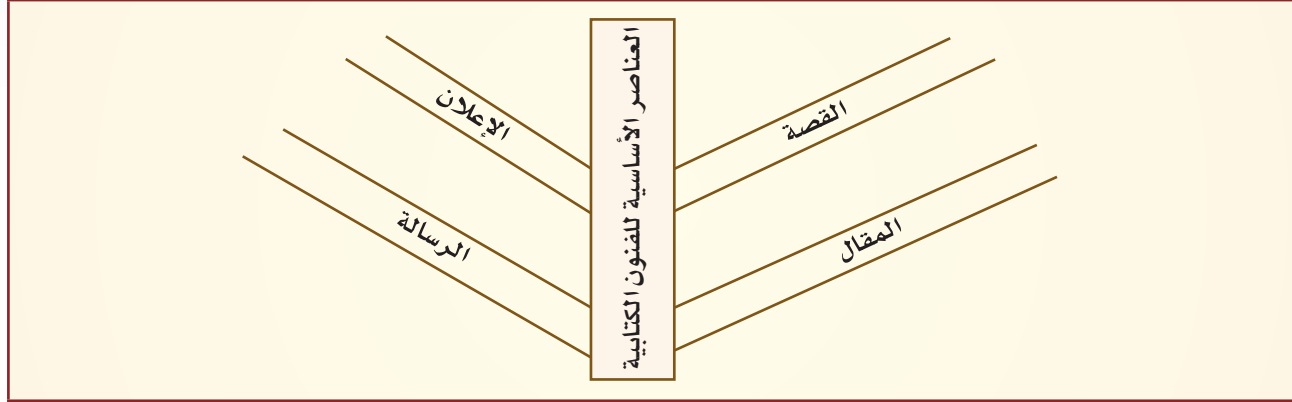 العناصر الأساسية للفنون الكتابية
القصة
الإعلان
المقال
الرسالة